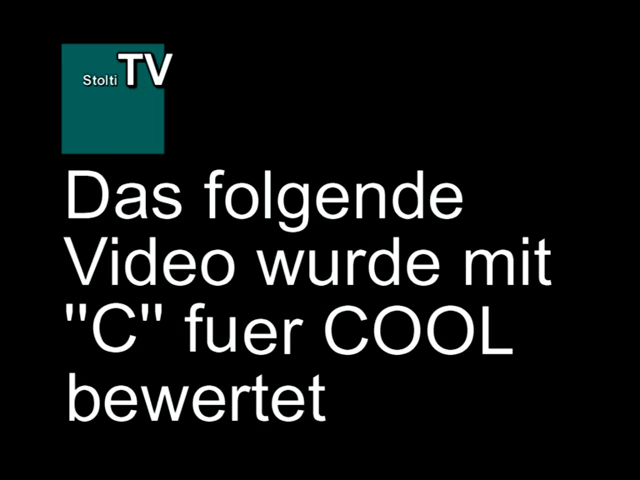 Stolti TV
Das folgende
Video wurde mit
"C" fuer COOL
bewertet